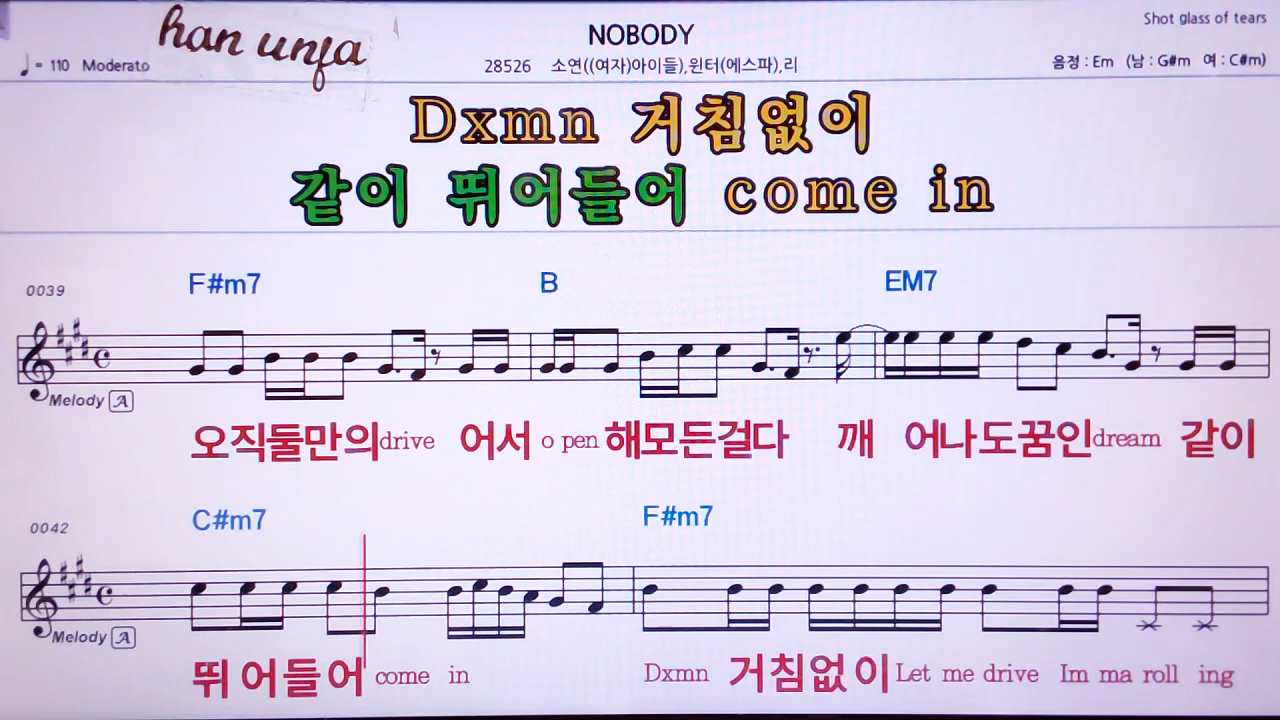 han unfa
NOBODY
Shot glass of tears
♩ = 110 Moderato
28526 소연((여자)아이들),윈터(에스파),리
음정 : Em (남 : G#m 여 : C#m)
Dxmn 거침없이
같이 뛰어들어 come in
0039
F#m7 B EM7
Melody A
오직둘만의drive 어서 o pen 해모든걸다 깨 어나도꿈인dream 같이
0042
C#m7 F#m7
Melody A
뛰어들어 come in Dxmn 거침없이Let me drive Im ma roll ing